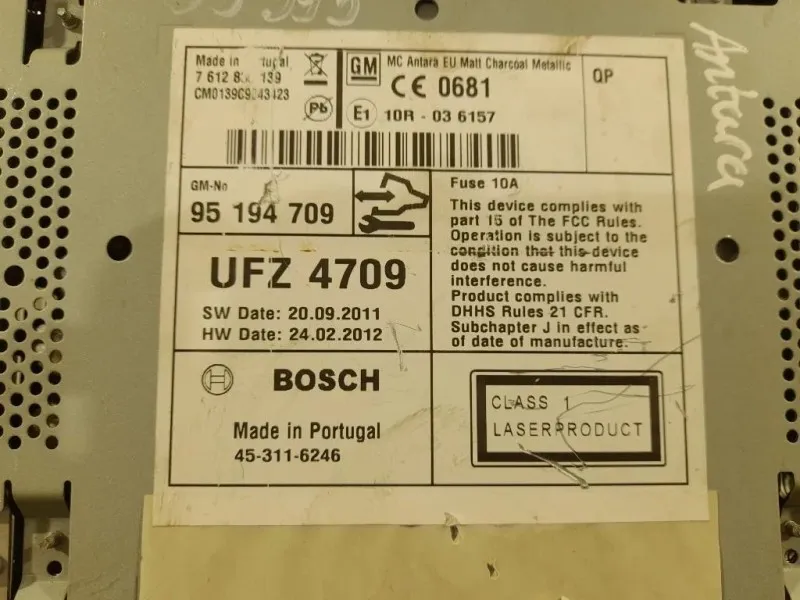 Antara
Made in
7 612 8 139
Pb
GM
MC Antara EU Matt Charcoal Metallic
CE 0681
E1 10R - 03 6157
QP
GM-No
95 194 709
UFZ 4709
SW Date: 20.09.2011
HW Date: 24.02.2012
Fuse 10A
This device complies with
part 15 of The FCC Rules.
Operation is subject to the
condition that this device
does not cause harmful
interference.
Product complies with
DHHS Rules 21 CFR.
Subchapter J in effect as
of date of manufacture.
BOSCH
Made in Portugal
45-311-6246
CLASS 1
LASERPRODUCT